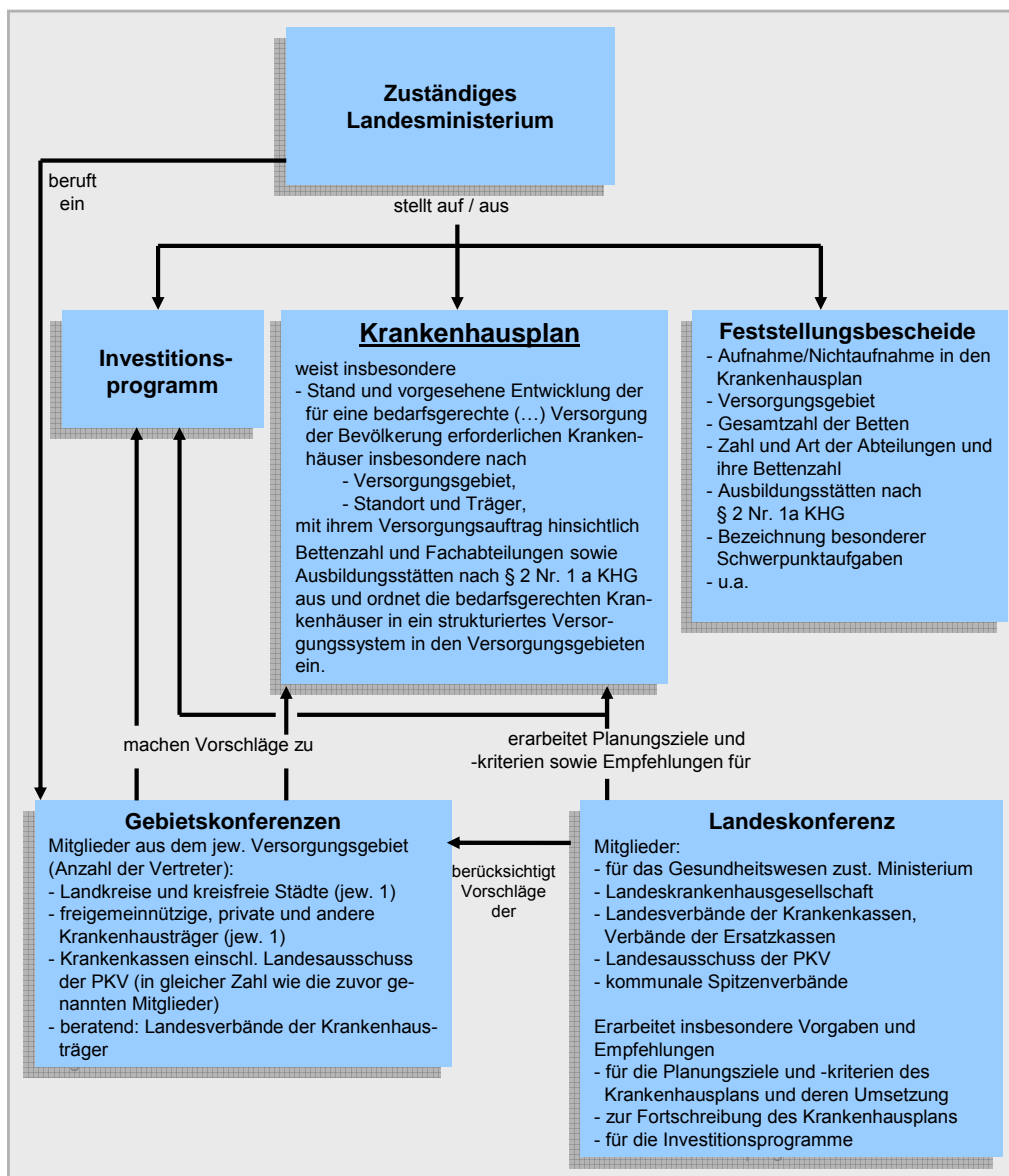 Zuständiges
Landesministerium
beruft
ein
stellt auf / aus
Investitions-
programm
Krankenhausplan
weist insbesondere
- Stand und vorgesehene Entwicklung der
für eine bedarfsgerechte (…) Versorgung
der Bevölkerung erforderlichen Kranken-
häuser insbesondere nach
- Versorgungsgebiet,
- Standort und Träger,
mit ihrem Versorgungsauftrag hinsichtlich
Bettenzahl und Fachabteilungen sowie
Ausbildungsstätten nach § 2 Nr. 1 a KHG
aus und ordnet die bedarfsgerechten Kran-
kenhäuser in ein strukturiertes Versor-
gungssystem in den Versorgungsgebieten
ein.
Feststellungsbescheide
- Aufnahme/Nichtaufnahme in den
Krankenhausplan
- Versorgungsgebiet
- Gesamtzahl der Betten
- Zahl und Art der Abteilungen und
ihre Bettenzahl
- Ausbildungsstätten nach
§ 2 Nr. 1a KHG
- Bezeichnung besonderer
Schwerpunktaufgaben
- u.a.
machen Vorschläge zu
erarbeitet Planungsziele und
-kriterien sowie Empfehlungen für
Gebietskonferenzen
Mitglieder aus dem jew. Versorgungsgebiet
(Anzahl der Vertreter):
- Landkreise und kreisfreie Städte (jew. 1)
- freigemeinnützige, private und andere
Krankenhausträger (jew. 1)
- Krankenkassen einschl. Landesausschuss
der PKV (in gleicher Zahl wie die zuvor ge-
nannten Mitglieder)
- beratend: Landesverbände der Krankenhaus-
träger
berücksichtigt
Vorschläge
der
Landeskonferenz
Mitglieder:
- für das Gesundheitswesen zust. Ministerium
- Landeskrankenhausgesellschaft
- Landesverbände der Krankenkassen,
Verbände der Ersatzkassen
- Landesausschuss der PKV
- kommunale Spitzenverbände
Erarbeitet insbesondere Vorgaben und
Empfehlungen
- für die Planungsziele und -kriterien des
Krankenhausplans und deren Umsetzung
- zur Fortschreibung des Krankenhausplans
- für die Investitionsprogramme